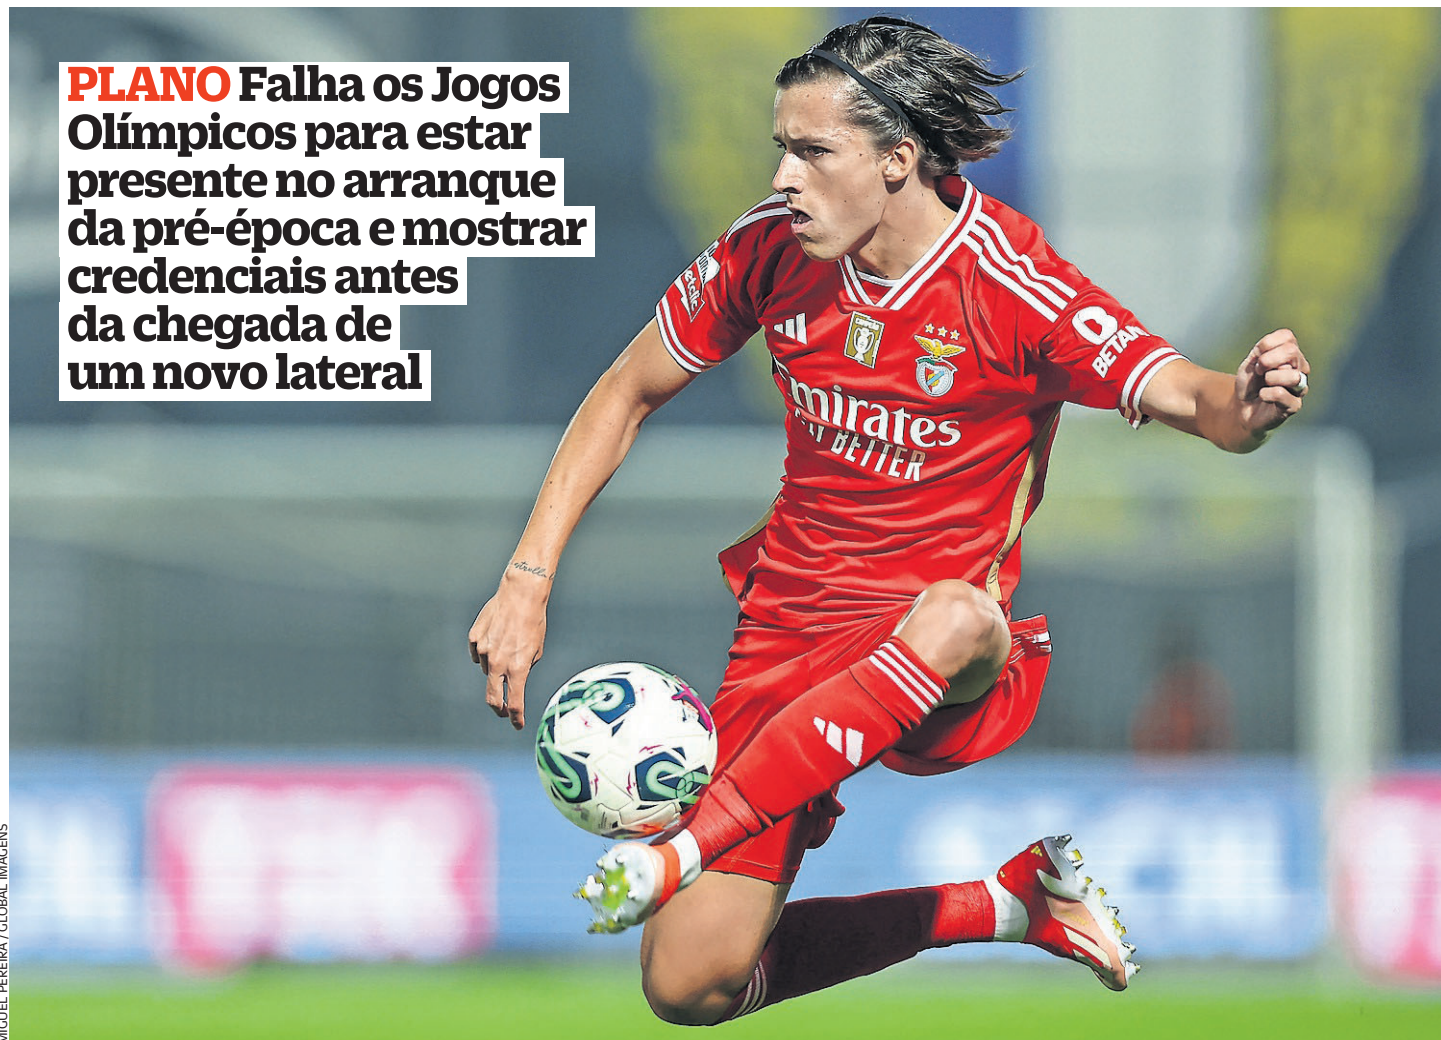 PLANO Falha os Jogos
Olímpicos para estar
presente no arranque
da pré-época e mostrar
credenciais antes
da chegada de
um novo lateral
Emirates
FLY BETTER
BETAN
MIGUEL PEREIRA / GLOBAL IMAGENS